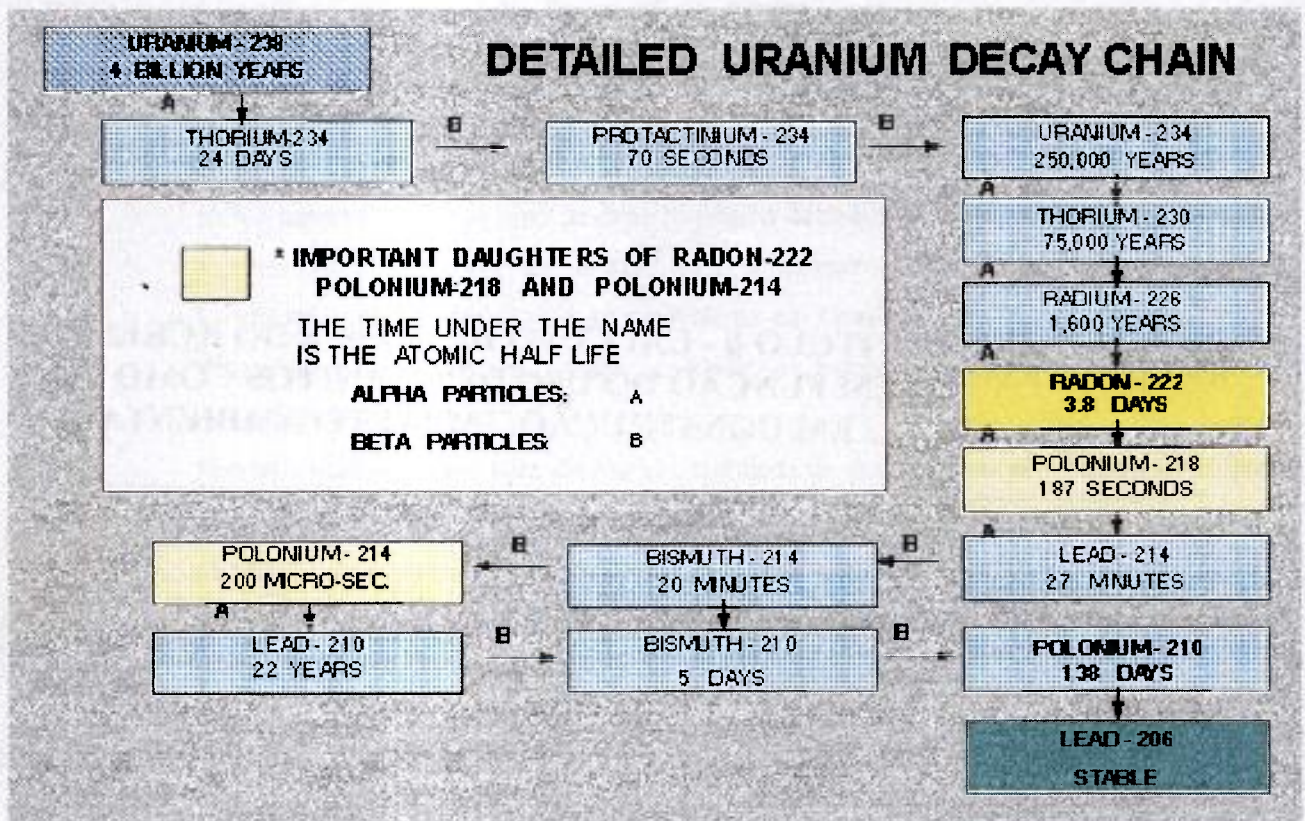 DETAILED URANIUM DECAY CHAIN
URANIUM - 238
4 BILLION YEARS
A
THORIUM-234
24 DAYS
B
PROTACTINIUM - 234
70 SECONDS
B
URANIUM - 234
250,000 YEARS
A
THORIUM - 230
75,000 YEARS
A
RADIUM - 226
1,600 YEARS
A
RADON - 222
3.8 DAYS
A
POLONIUM - 218
187 SECONDS
A
LEAD - 214
27 MINUTES
B
BISMUTH - 214
20 MINUTES
B
POLONIUM - 214
200 MICRO-SEC.
A
LEAD - 210
22 YEARS
B
BISMUTH - 210
5 DAYS
B
POLONIUM - 210
138 DAYS
LEAD - 206
STABLE
* IMPORTANT DAUGHTERS OF RADON-222
POLONIUM-218 AND POLONIUM-214
THE TIME UNDER THE NAME
IS THE ATOMIC HALF LIFE
ALPHA PARTICLES: A
BETA PARTICLES: B